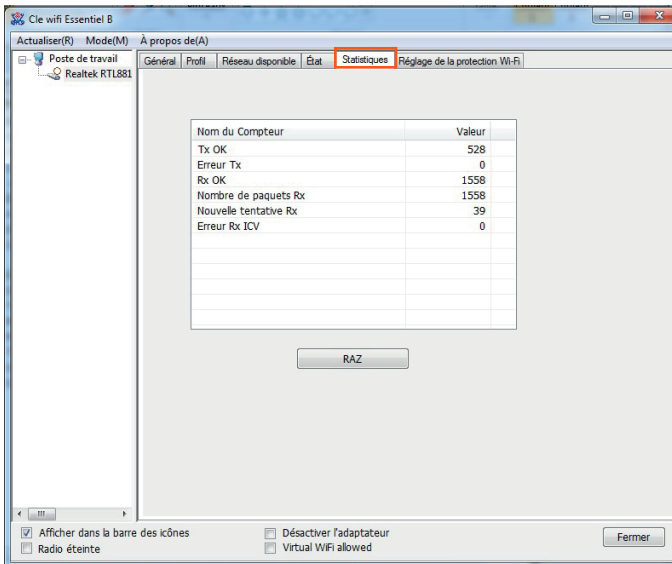 Cle wifi Essentiel B
Actualiser(R) Mode(M) À propos de(A)
Poste de travail
Realtek RTL881
Général Profil Réseau disponible État Statistiques Réglage de la protection Wi-Fi
Nom du Compteur Valeur
Tx OK 528
Erreur Tx 0
Rx OK 1558
Nombre de paquets Rx 1558
Nouvelle tentative Rx 39
Erreur Rx ICV 0
RAZ
Afficher dans la barre des icônes
Désactiver l'adaptateur
Radio éteinte
Virtual WiFi allowed
Fermer